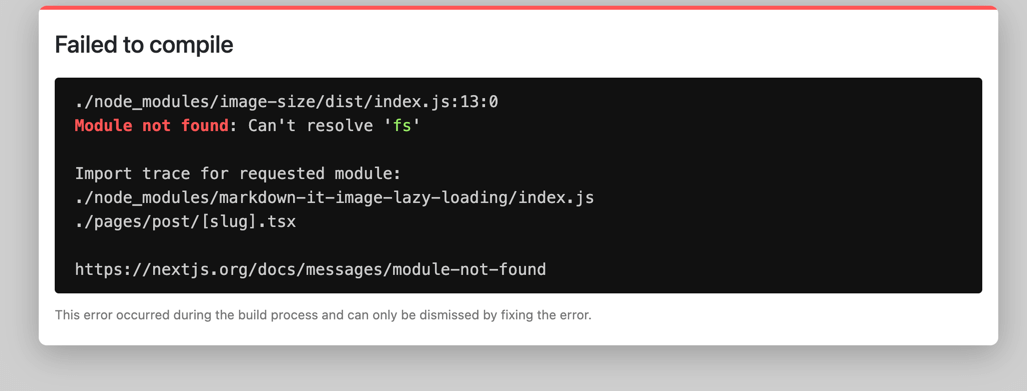 Failed to compile
./node_modules/image-size/dist/index.js:13:0
Module not found: Can't resolve 'fs'
Import trace for requested module:
./node_modules/markdown-it-image-lazy-loading/index.js
./pages/post/[slug].tsx
https://nextjs.org/docs/messages/module-not-found
This error occurred during the build process and can only be dismissed by fixing the error.